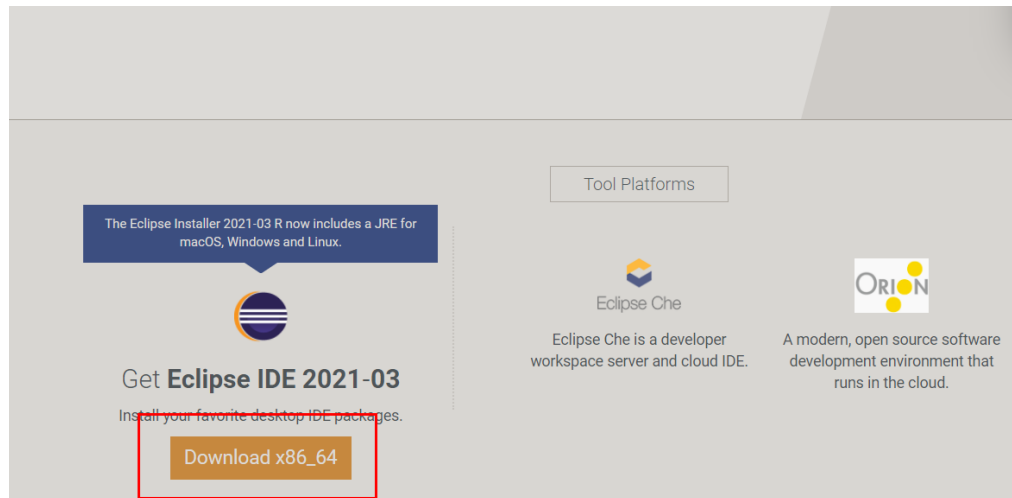 Tool Platforms
The Eclipse Installer 2021-03 R now includes a JRE for
macOS, Windows and Linux.
Get Eclipse IDE 2021-03
Install your favorite desktop IDE packages.
Download x86_64
Eclipse Che
Eclipse Che is a developer
workspace server and cloud IDE.
ORION
A modern, open source software
development environment that
runs in the cloud.